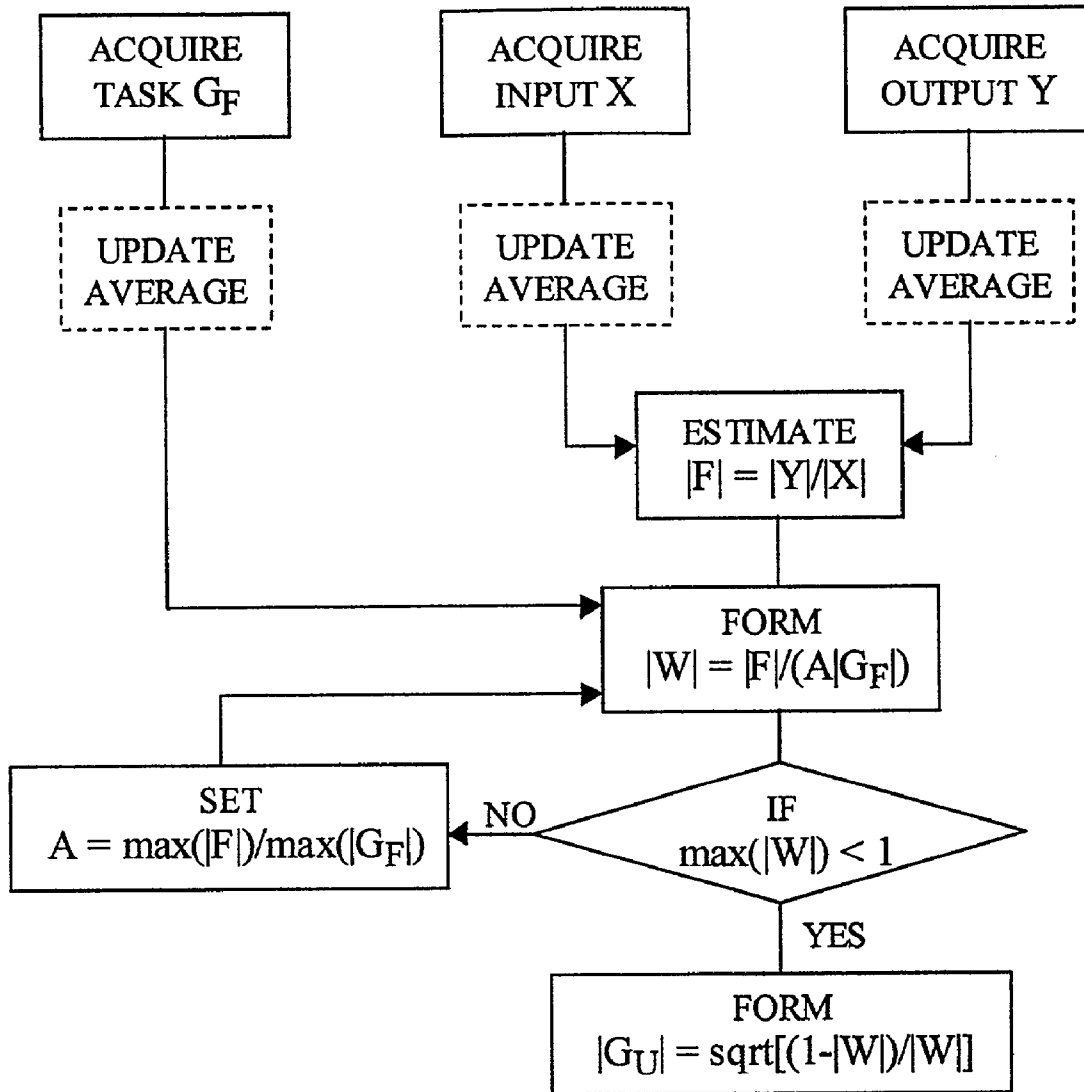 ACQUIRE
TASK GF
ACQUIRE
INPUT X
ACQUIRE
OUTPUT Y
UPDATE
AVERAGE
UPDATE
AVERAGE
UPDATE
AVERAGE
ESTIMATE
|F| = |Y|/|X|
FORM
|W| = |F|/(A|GF|)
SET
A = max(|F|)/max(|GF|)
NO
IF
max(|W|) < 1
YES
FORM
|GU| = sqrt[(1-|W|)/|W|]